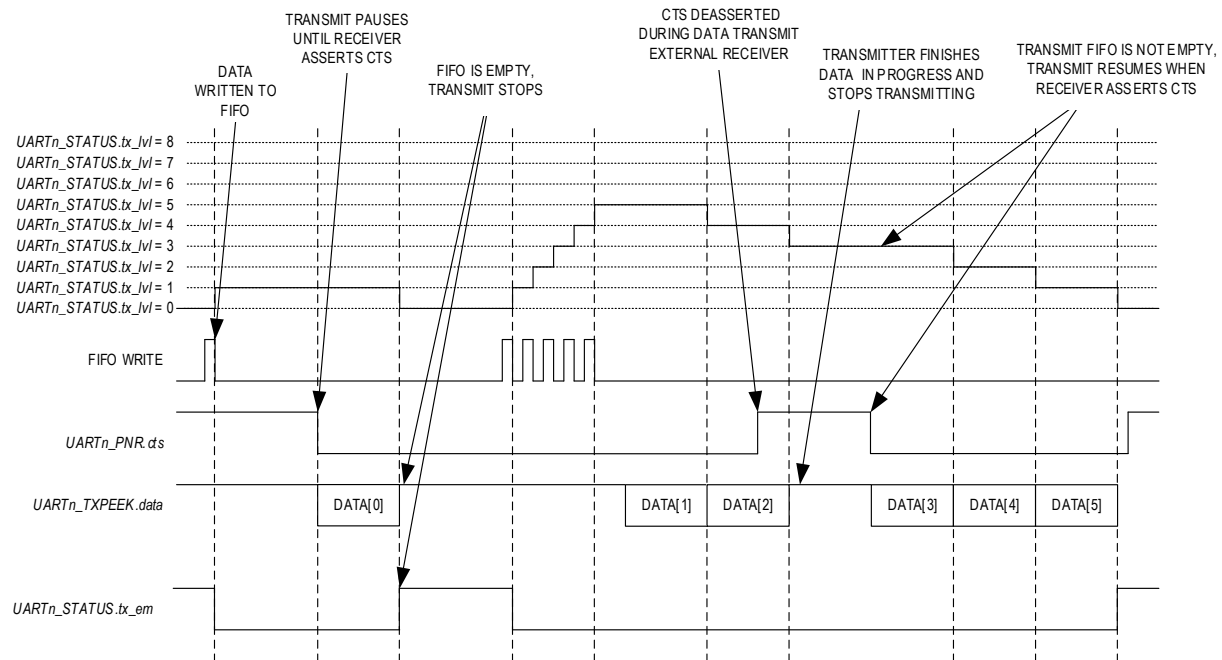 TRANSMIT PAUSES
UNTIL RECEIVER
ASSERTS CTS
CTS DEASSERTED
DURING DATA TRANSMIT
EXTERNAL RECEIVER
DATA
WRITTEN TO
FIFO
FIFO IS EMPTY,
TRANSMIT STOPS
TRANSMITTER FINISHES
DATA IN PROGRESS AND
STOPS TRANSMITTING
TRANSMIT FIFO IS NOT EMPTY,
TRANSMIT RESUMES WHEN
RECEIVER ASSERTS CTS
UARTn_STATUS.tx_lvl = 8
UARTn_STATUS.tx_lvl = 7
UARTn_STATUS.tx_lvl = 6
UARTn_STATUS.tx_lvl = 5
UARTn_STATUS.tx_lvl = 4
UARTn_STATUS.tx_lvl = 3
UARTn_STATUS.tx_lvl = 2
UARTn_STATUS.tx_lvl = 1
UARTn_STATUS.tx_lvl = 0
FIFO WRITE
UARTn_PNR.cts
UARTn_TXPEEK.data DATA[0] DATA[1] DATA[2] DATA[3] DATA[4] DATA[5]
UARTn_STATUS.tx_em